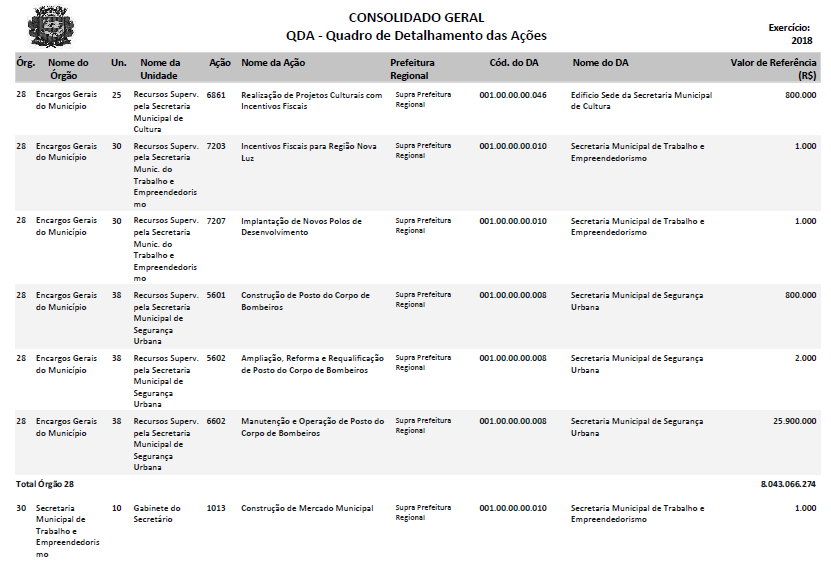 CONSOLIDADO GERAL
QDA - Quadro de Detalhamento das Ações
Exercício:
2018
Órg. Nome do Un. Nome da Ação Nome da Ação Prefeitura Cód. do DA Nome do DA Valor de Referência
Órgão Unidade Regional (R$)
28 Encargos Gerais 25 Recursos Superv. 6861 Realização de Projetos Culturais com Supra Prefeitura 001.00.00.00.046 Edificio Sede da Secretaria Municipal 800.000
do Município pela Secretaria Incentivos Fiscais Regional de Cultura
Municipal de
Cultura
28 Encargos Gerais 30 Recursos Superv. 7203 Incentivos Fiscais para Região Nova Supra Prefeitura 001.00.00.00.010 Secretaria Municipal de Trabalho e 1.000
do Município pela Secretaria Luz Regional Empreendedorismo
Munic. do
Trabalho e
Empreendedoris
mo
28 Encargos Gerais 30 Recursos Superv. 7207 Implantação de Novos Polos de Supra Prefeitura 001.00.00.00.010 Secretaria Municipal de Trabalho e 1.000
do Município pela Secretaria Desenvolvimento Regional Empreendedorismo
Munic. do
Trabalho e
Empreendedoris
mo
28 Encargos Gerais 38 Recursos Superv. 5601 Construção de Posto do Corpo de Supra Prefeitura 001.00.00.00.008 Secretaria Municipal de Segurança 800.000
do Município pela Secretaria Bombeiros Regional Urbana
Municipal de
Segurança
Urbana
28 Encargos Gerais 38 Recursos Superv. 5602 Ampliação, Reforma e Requalificação Supra Prefeitura 001.00.00.00.008 Secretaria Municipal de Segurança 2.000
do Município pela Secretaria de Posto do Corpo de Bombeiros Regional Urbana
Municipal de
Segurança
Urbana
28 Encargos Gerais 38 Recursos Superv. 6602 Manutenção e Operação de Posto do Supra Prefeitura 001.00.00.00.008 Secretaria Municipal de Segurança 25.900.000
do Município pela Secretaria Corpo de Bombeiros Regional Urbana
Municipal de
Segurança
Urbana
Total Órgão 28 8.043.066.274
30 Secretaria 10 Gabinete do 1013 Construção de Mercado Municipal Supra Prefeitura 001.00.00.00.010 Secretaria Municipal de Trabalho e 1.000
Municipal de Secretário Regional Empreendedorismo
Trabalho e
Empreendedoris
mo